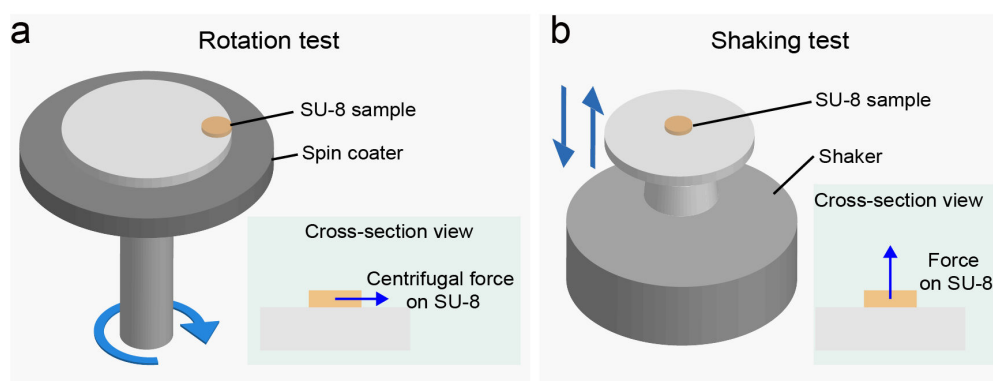 a
Rotation test
SU-8 sample
Spin coater
Cross-section view
Centrifugal force
on SU-8
b
Shaking test
SU-8 sample
Shaker
Cross-section view
Force
on SU-8